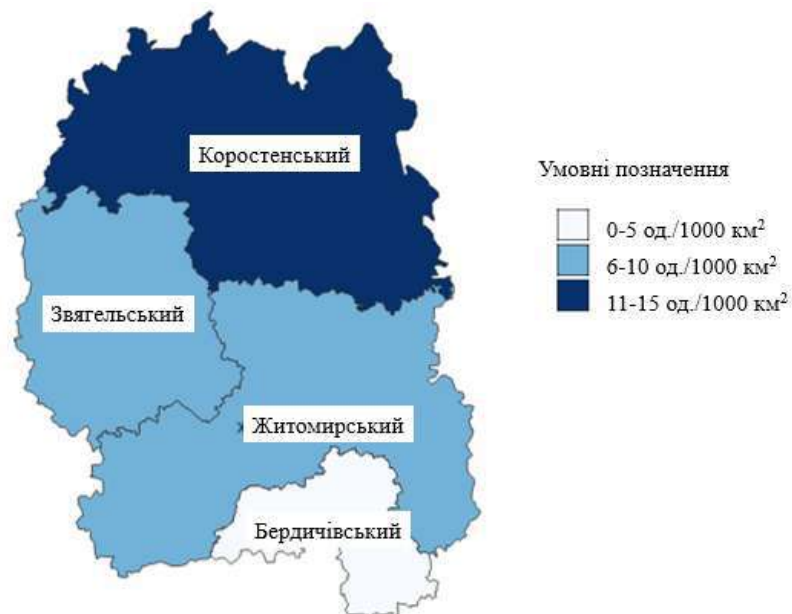 Коростенський
Умовні позначення
0-5 од./1000 км²
6-10 од./1000 км²
11-15 од./1000 км²
Звягельський
Житомирський
Бердичівський